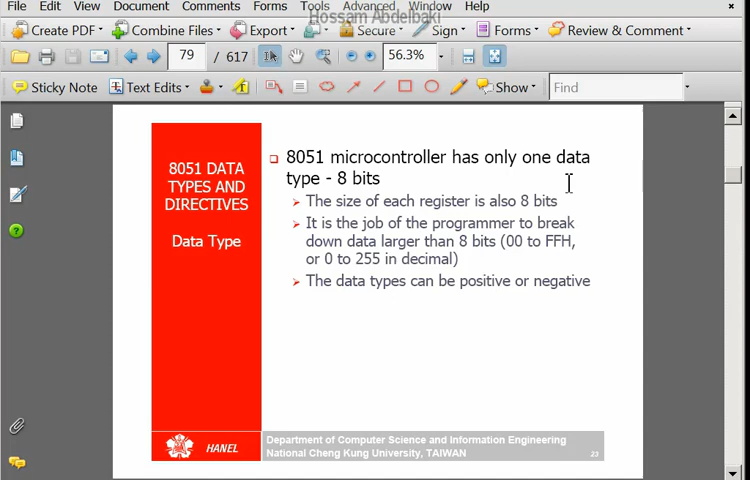 File Edit View Document Comments Forms Tools Advanced Window Help
Hossam Abdelbaki
Create PDF Combine Files Export Secure Sign Forms Review & Comment
79 / 617 56.3%
Sticky Note Text Edits Show Find
8051 DATA
TYPES AND
DIRECTIVES
Data Type
8051 microcontroller has only one data
type - 8 bits
The size of each register is also 8 bits
It is the job of the programmer to break
down data larger than 8 bits (00 to FFH,
or 0 to 255 in decimal)
The data types can be positive or negative
HANEL
Department of Computer Science and Information Engineering
National Cheng Kung University, TAIWAN
23